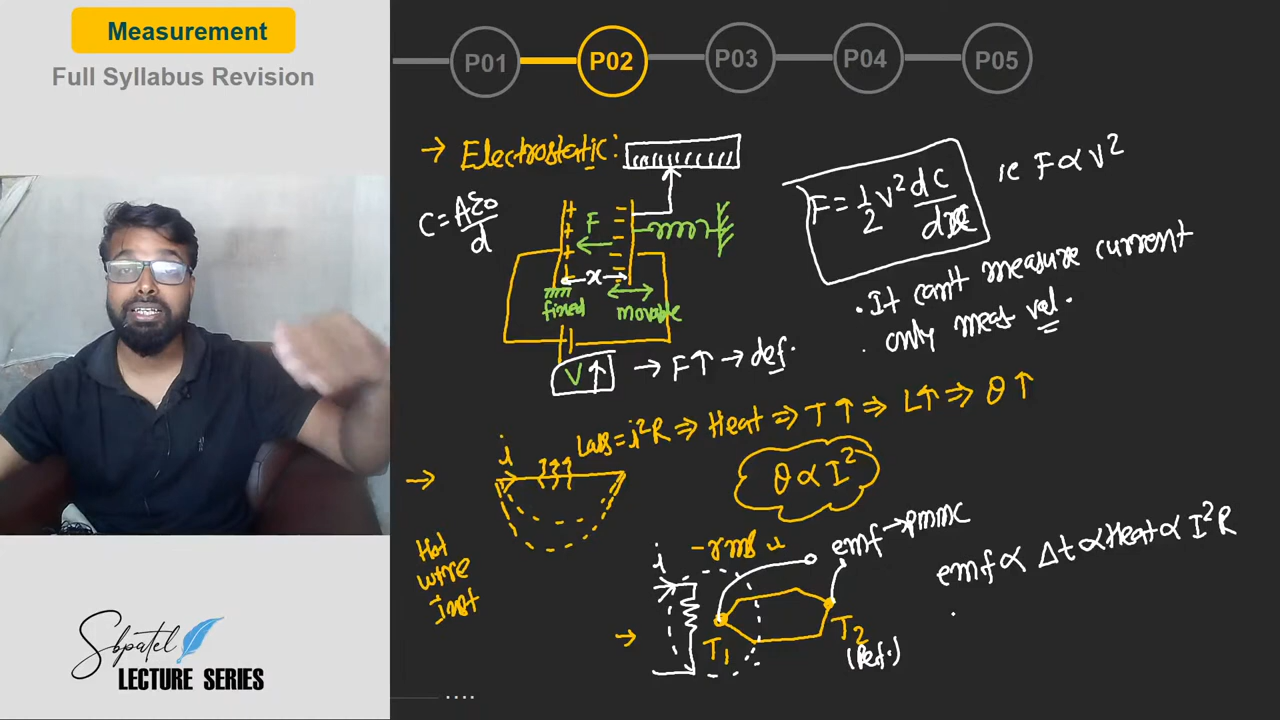 Measurement
Full Syllabus Revision
P01
P02
P03
P04
P05
→ Electrostatic:
C = Aε₀/d
F
x
fixed
movable
V↑ → F↑ → def.
F = 1/2 V² dC/dx
ie F ∝ V²
· It can't measure current
· only meas vol.
→
i
Loss = i²R ⇒ Heat ⇒ T↑ ⇒ L↑ ⇒ θ↑
θ ∝ I²
Hot
wire
Inst
- rms
→
i
emf → PMMC
T₁
T₂
(Ref.)
emf ∝ Δt ∝ Heat ∝ I²R
Sbpatel
LECTURE SERIES